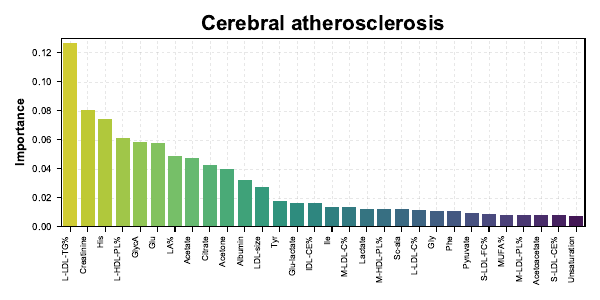 Cerebral atherosclerosis
Importance
0.12
0.10
0.08
0.06
0.04
0.02
0.00
L-LDL-TG%
Creatinine
His
L-HDL-PL%
GlycA
Glu
LA%
Acetate
Citrate
Acetone
Albumin
LDL-size
Tyr
Glu-lactate
IDL-CE%
Ile
M-LDL-C%
Lactate
M-HDL-PL%
Sc-ala
L-LDL-C%
Gly
Phe
Pyruvate
S-LDL-FC%
MUFA%
M-LDL-PL%
Acetoacetate
S-LDL-CE%
Unsaturation